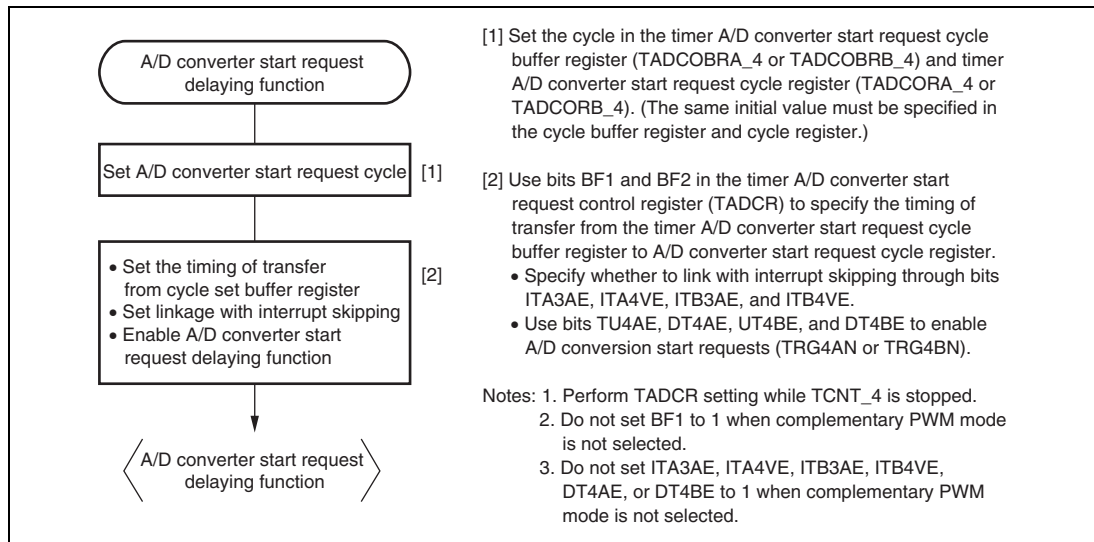 A/D converter start request
delaying function
Set A/D converter start request cycle
[1]
• Set the timing of transfer
from cycle set buffer register
• Set linkage with interrupt skipping
• Enable A/D converter start
request delaying function
[2]
A/D converter start request
delaying function
[1] Set the cycle in the timer A/D converter start request cycle
buffer register (TADCOBRA_4 or TADCOBRB_4) and timer
A/D converter start request cycle register (TADCORA_4 or
TADCORB_4). (The same initial value must be specified in
the cycle buffer register and cycle register.)
[2] Use bits BF1 and BF2 in the timer A/D converter start
request control register (TADCR) to specify the timing of
transfer from the timer A/D converter start request cycle
buffer register to A/D converter start request cycle register.
• Specify whether to link with interrupt skipping through bits
ITA3AE, ITA4VE, ITB3AE, and ITB4VE.
• Use bits TU4AE, DT4AE, UT4BE, and DT4BE to enable
A/D conversion start requests (TRG4AN or TRG4BN).
Notes: 1. Perform TADCR setting while TCNT_4 is stopped.
2. Do not set BF1 to 1 when complementary PWM mode
is not selected.
3. Do not set ITA3AE, ITA4VE, ITB3AE, ITB4VE,
DT4AE, or DT4BE to 1 when complementary PWM
mode is not selected.